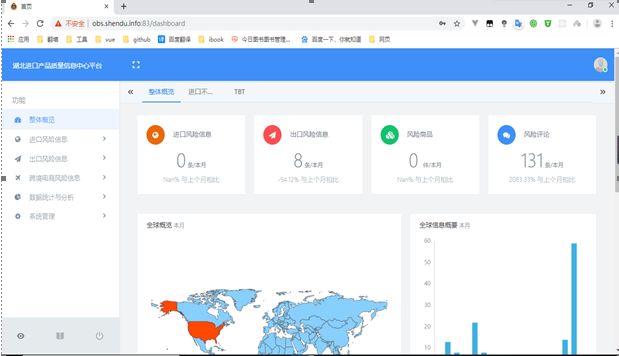 首页
不安全 | obs.shendu.info:83/dashboard
应用 翻墙 工具 vue github 百度翻译 ibook 今日图书图书管理... 百度一下，你就知道 网页
湖北进口产品质量信息中心平台
功能
整体概览 进口不... TBT
整体概览
进口风险信息
出口风险信息
跨境电商风险信息
数据统计与分析
系统管理
进口风险信息
0 条/本月
Nan% 与上个月相比
出口风险信息
8 条/本月
-94.12% 与上个月相比
风险商品
0 件/本月
Nan% 与上个月相比
风险评论
131 条/本月
2083.33% 与上个月相比
全球概览 本月
全球信息概要 本月
60
50
40
30
20
10